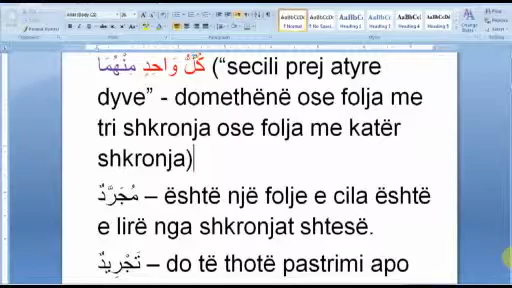 كُلُّ وَاحِدٍ مِنْهُمَا (“secili prej atyre
dyve” - domethënë ose folja me
tri shkronja ose folja me katër
shkronja)
مُجَرَّدٌ – është një folje e cila është
e lirë nga shkronjat shtesë.
تَجْرِيدٌ – do të thotë pastrimi apo